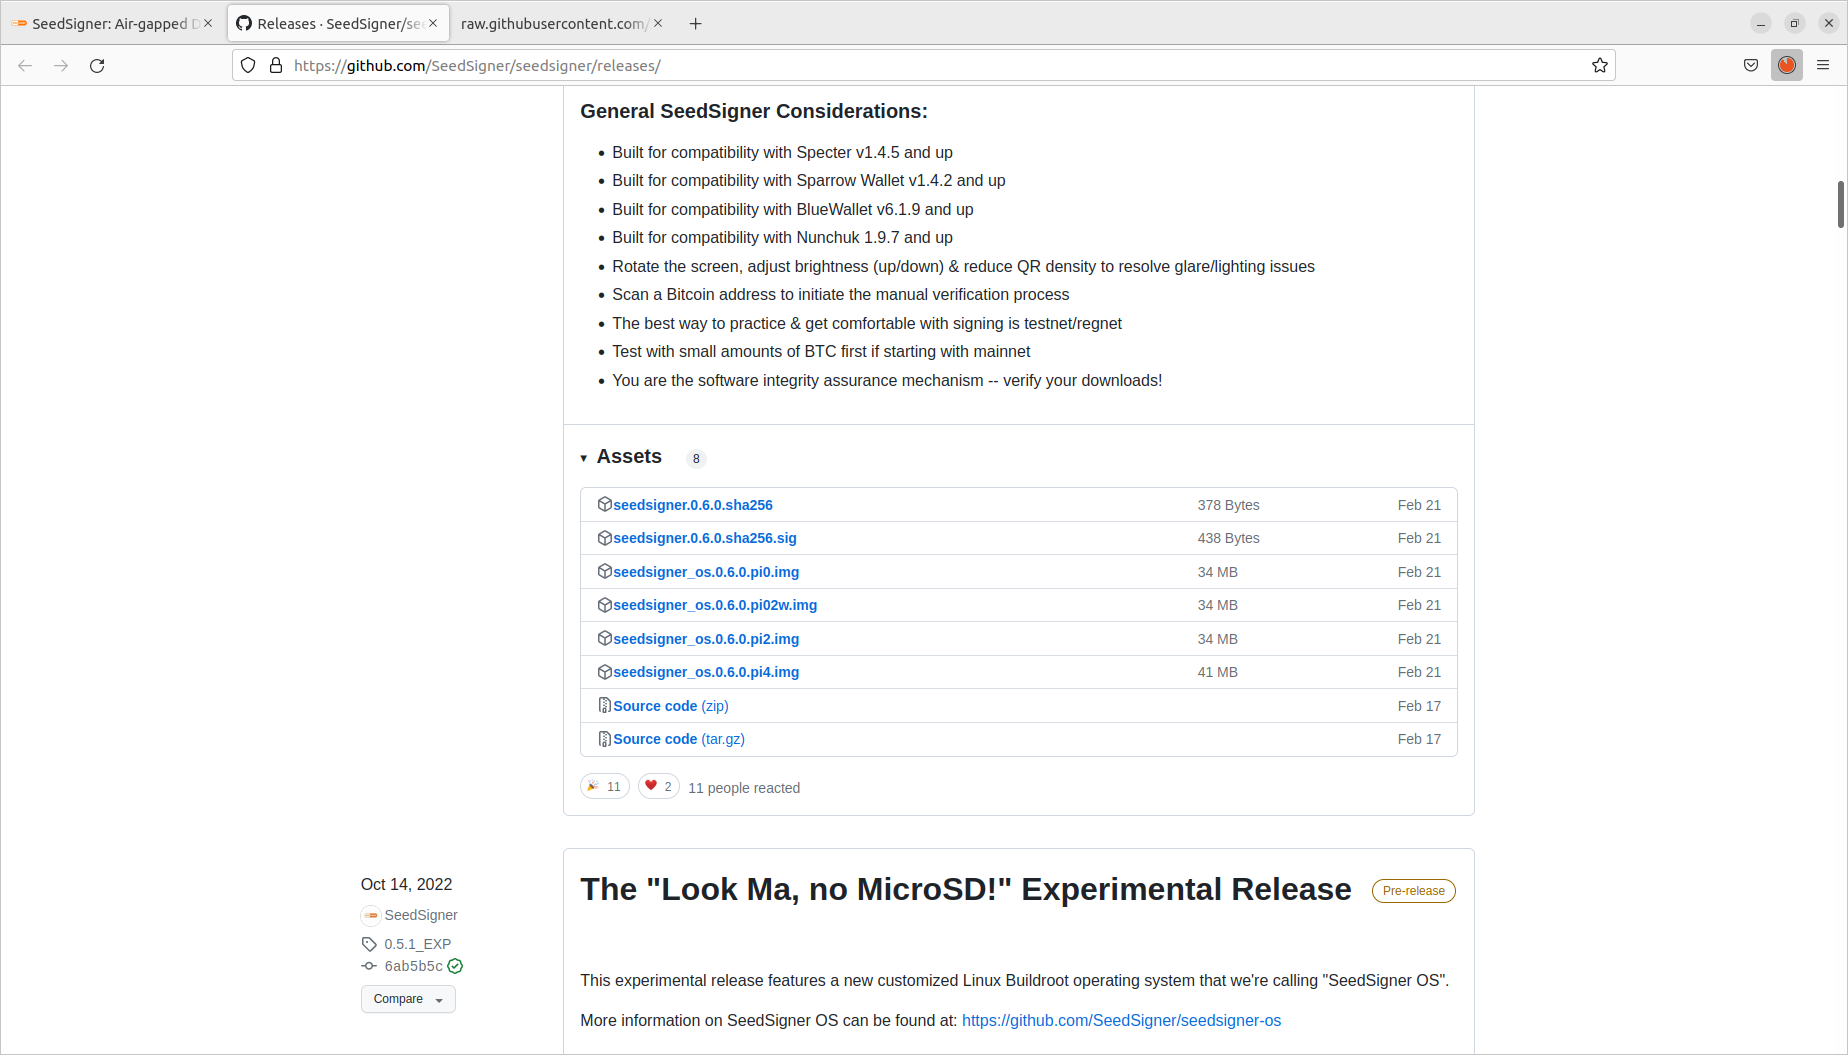 SeedSigner: Air-gapped D
Releases · SeedSigner/see
raw.githubusercontent.com/
https://github.com/SeedSigner/seedsigner/releases/
General SeedSigner Considerations:
• Built for compatibility with Specter v1.4.5 and up
• Built for compatibility with Sparrow Wallet v1.4.2 and up
• Built for compatibility with BlueWallet v6.1.9 and up
• Built for compatibility with Nunchuk 1.9.7 and up
• Rotate the screen, adjust brightness (up/down) & reduce QR density to resolve glare/lighting issues
• Scan a Bitcoin address to initiate the manual verification process
• The best way to practice & get comfortable with signing is testnet/regnet
• Test with small amounts of BTC first if starting with mainnet
• You are the software integrity assurance mechanism -- verify your downloads!
Assets 8
seedsigner.0.6.0.sha256 378 Bytes Feb 21
seedsigner.0.6.0.sha256.sig 438 Bytes Feb 21
seedsigner_os.0.6.0.pi0.img 34 MB Feb 21
seedsigner_os.0.6.0.pi02w.img 34 MB Feb 21
seedsigner_os.0.6.0.pi2.img 34 MB Feb 21
seedsigner_os.0.6.0.pi4.img 41 MB Feb 21
Source code (zip) Feb 17
Source code (tar.gz) Feb 17
11 2 11 people reacted
Oct 14, 2022
SeedSigner
0.5.1_EXP
6ab5b5c
Compare
The "Look Ma, no MicroSD!" Experimental Release Pre-release
This experimental release features a new customized Linux Buildroot operating system that we're calling "SeedSigner OS".
More information on SeedSigner OS can be found at: https://github.com/SeedSigner/seedsigner-os